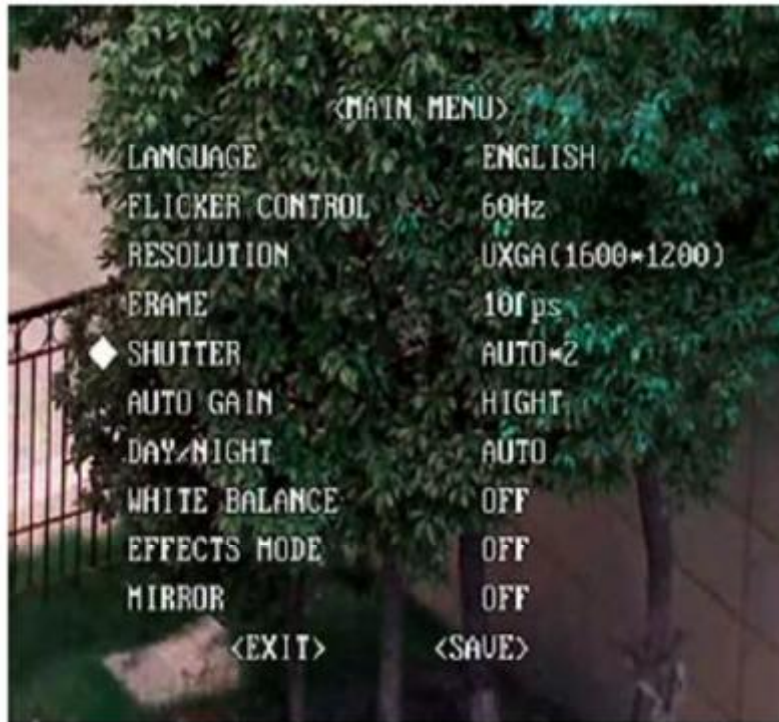 <MAIN MENU>
LANGUAGE ENGLISH
FLICKER CONTROL 60Hz
RESOLUTION UXGA(1600*1200)
FRAME 10fps
SHUTTER AUTO*2
AUTO GAIN HIGHT
DAY/NIGHT AUTO
WHITE BALANCE OFF
EFFECTS MODE OFF
MIRROR OFF
<EXIT> <SAVE>